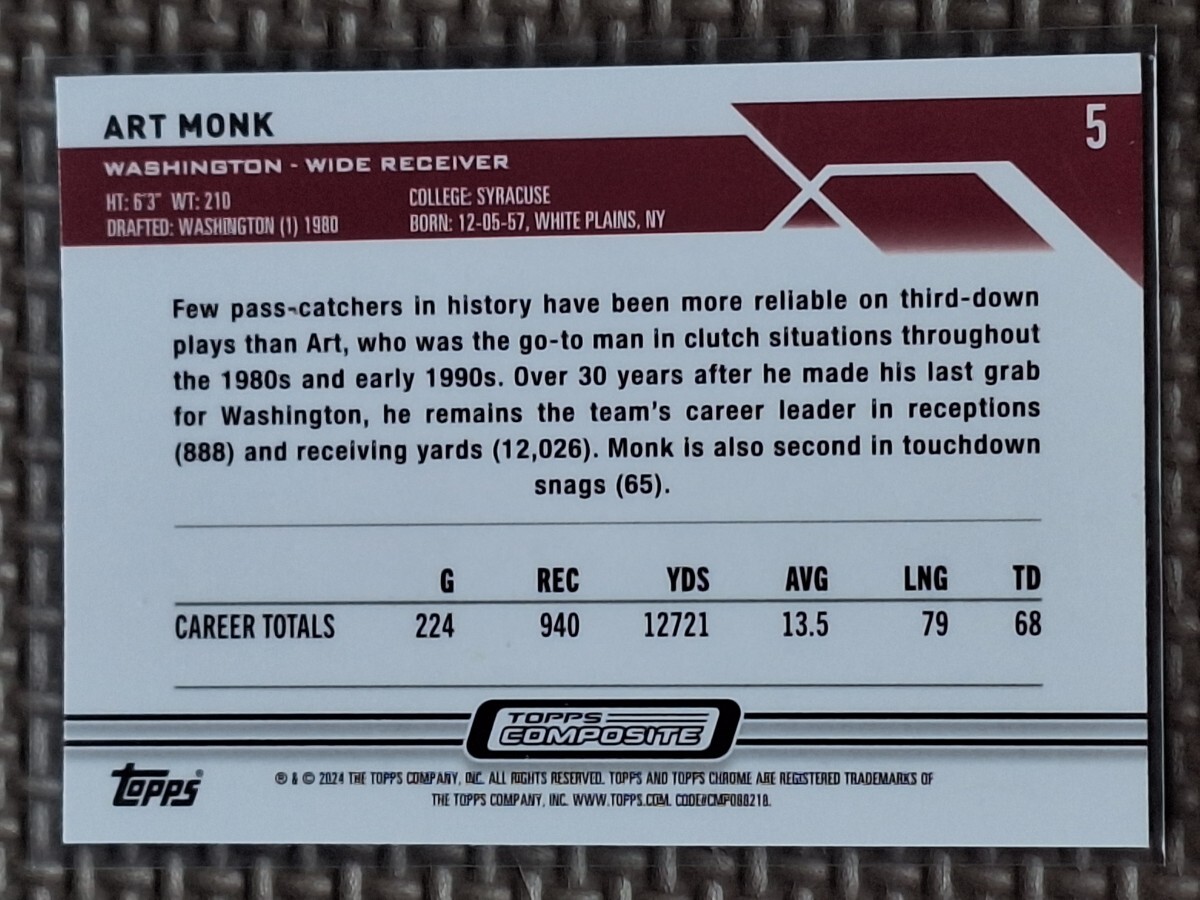 ART MONK
5
WASHINGTON - WIDE RECEIVER
HT: 6'3" WT: 210
COLLEGE: SYRACUSE
DRAFTED: WASHINGTON (1) 1980
BORN: 12-05-57, WHITE PLAINS, NY
Few pass-catchers in history have been more reliable on third-down
plays than Art, who was the go-to man in clutch situations throughout
the 1980s and early 1990s. Over 30 years after he made his last grab
for Washington, he remains the team's career leader in receptions
(888) and receiving yards (12,026). Monk is also second in touchdown
snags (65).
G REC YDS AVG LNG TD
CAREER TOTALS 224 940 12721 13.5 79 68
TOPPS
COMPOSITE
topps®
® & © 2024 THE TOPPS COMPANY, INC. ALL RIGHTS RESERVED. TOPPS AND TOPPS CHROME ARE REGISTERED TRADEMARKS OF
THE TOPPS COMPANY, INC. WWW.TOPPS.COM. CODE#CMP088218.